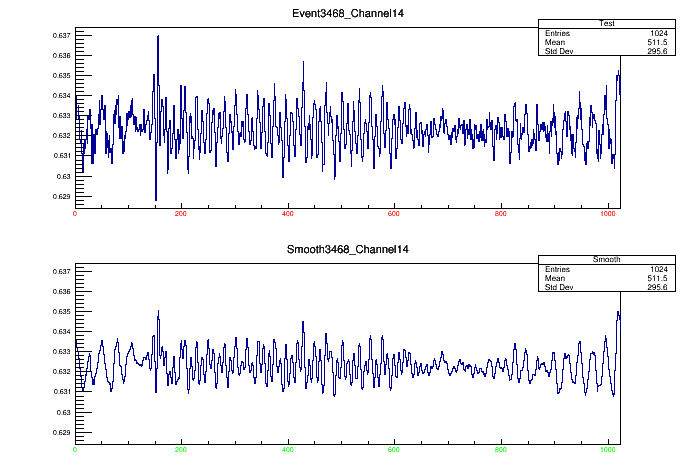 Event3468_Channel14
Test
Entries 1024
Mean 511.5
Std Dev 295.6
0.637
0.636
0.635
0.634
0.633
0.632
0.631
0.63
0.629
0 200 400 600 800 1000
Smooth3468_Channel14
Smooth
Entries 1024
Mean 511.5
Std Dev 295.6
0.637
0.636
0.635
0.634
0.633
0.632
0.631
0.63
0.629
0 200 400 600 800 1000